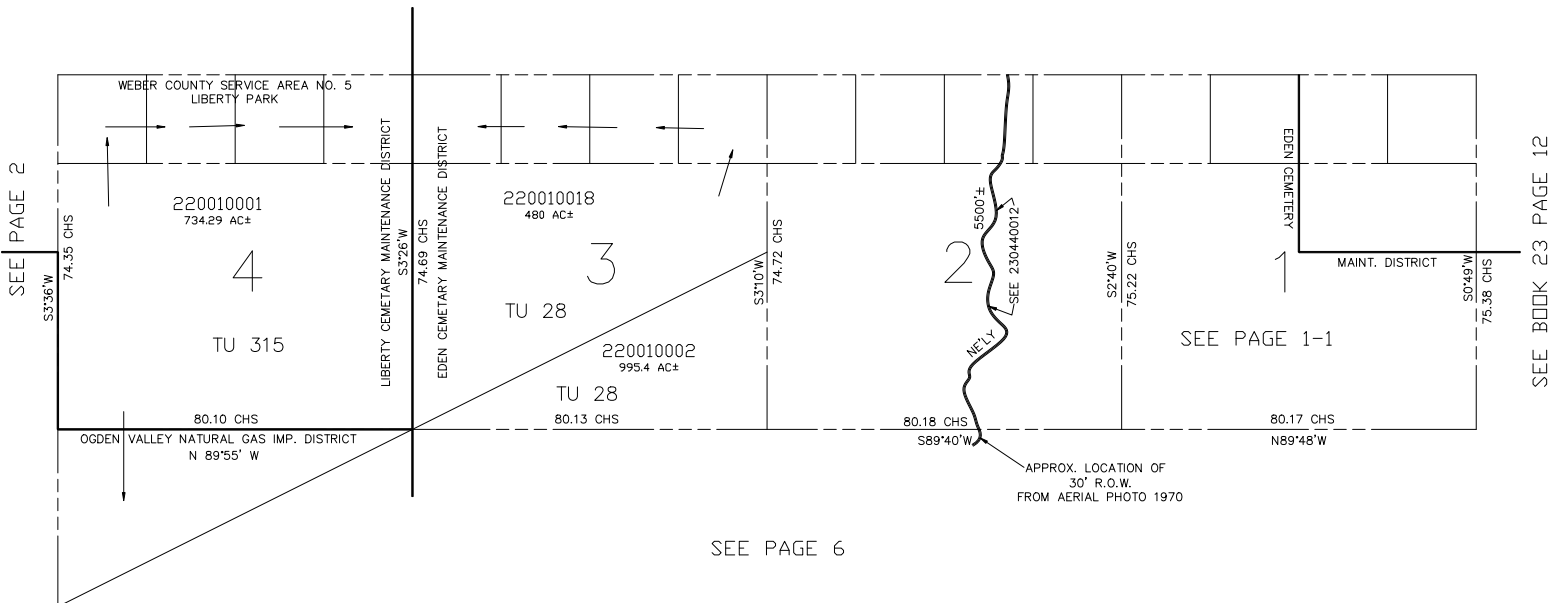 WEBER COUNTY SERVICE AREA NO. 5
LIBERTY PARK
SEE PAGE 2
S3°36'W
74.35 CHS
220010001
734.29 AC±
4
TU 315
80.10 CHS
OGDEN VALLEY NATURAL GAS IMP. DISTRICT
N 89°55' W
LIBERTY CEMETARY MAINTENANCE DISTRICT
S3°26'W
74.69 CHS
EDEN CEMETARY MAINTENANCE DISTRICT
220010018
480 AC±
3
TU 28
220010002
995.4 AC±
TU 28
80.13 CHS
S3°10'W
74.72 CHS
2
5500'±
SEE 230440012
NE'LY
80.18 CHS
S89°40'W
APPROX. LOCATION OF
30' R.O.W.
FROM AERIAL PHOTO 1970
S2°40'W
75.22 CHS
1
EDEN CEMETERY
MAINT. DISTRICT
SEE PAGE 1-1
80.17 CHS
N89°48'W
S0°49'W
75.38 CHS
SEE BOOK 23 PAGE 12
SEE PAGE 6